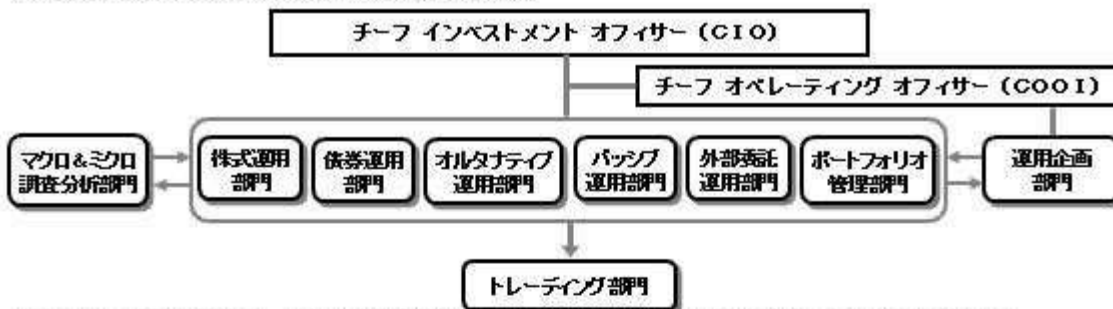 チーフ インベストメント オフィサー (CIO)
チーフ オペレーティング オフィサー (COOI)
マクロ&ミクロ
調査分析部門
株式運用
部門
債券運用
部門
オルタナティブ
運用部門
パッシブ
運用部門
外部委託
運用部門
ポートフォリオ
管理部門
運用企画
部門
トレーディング部門